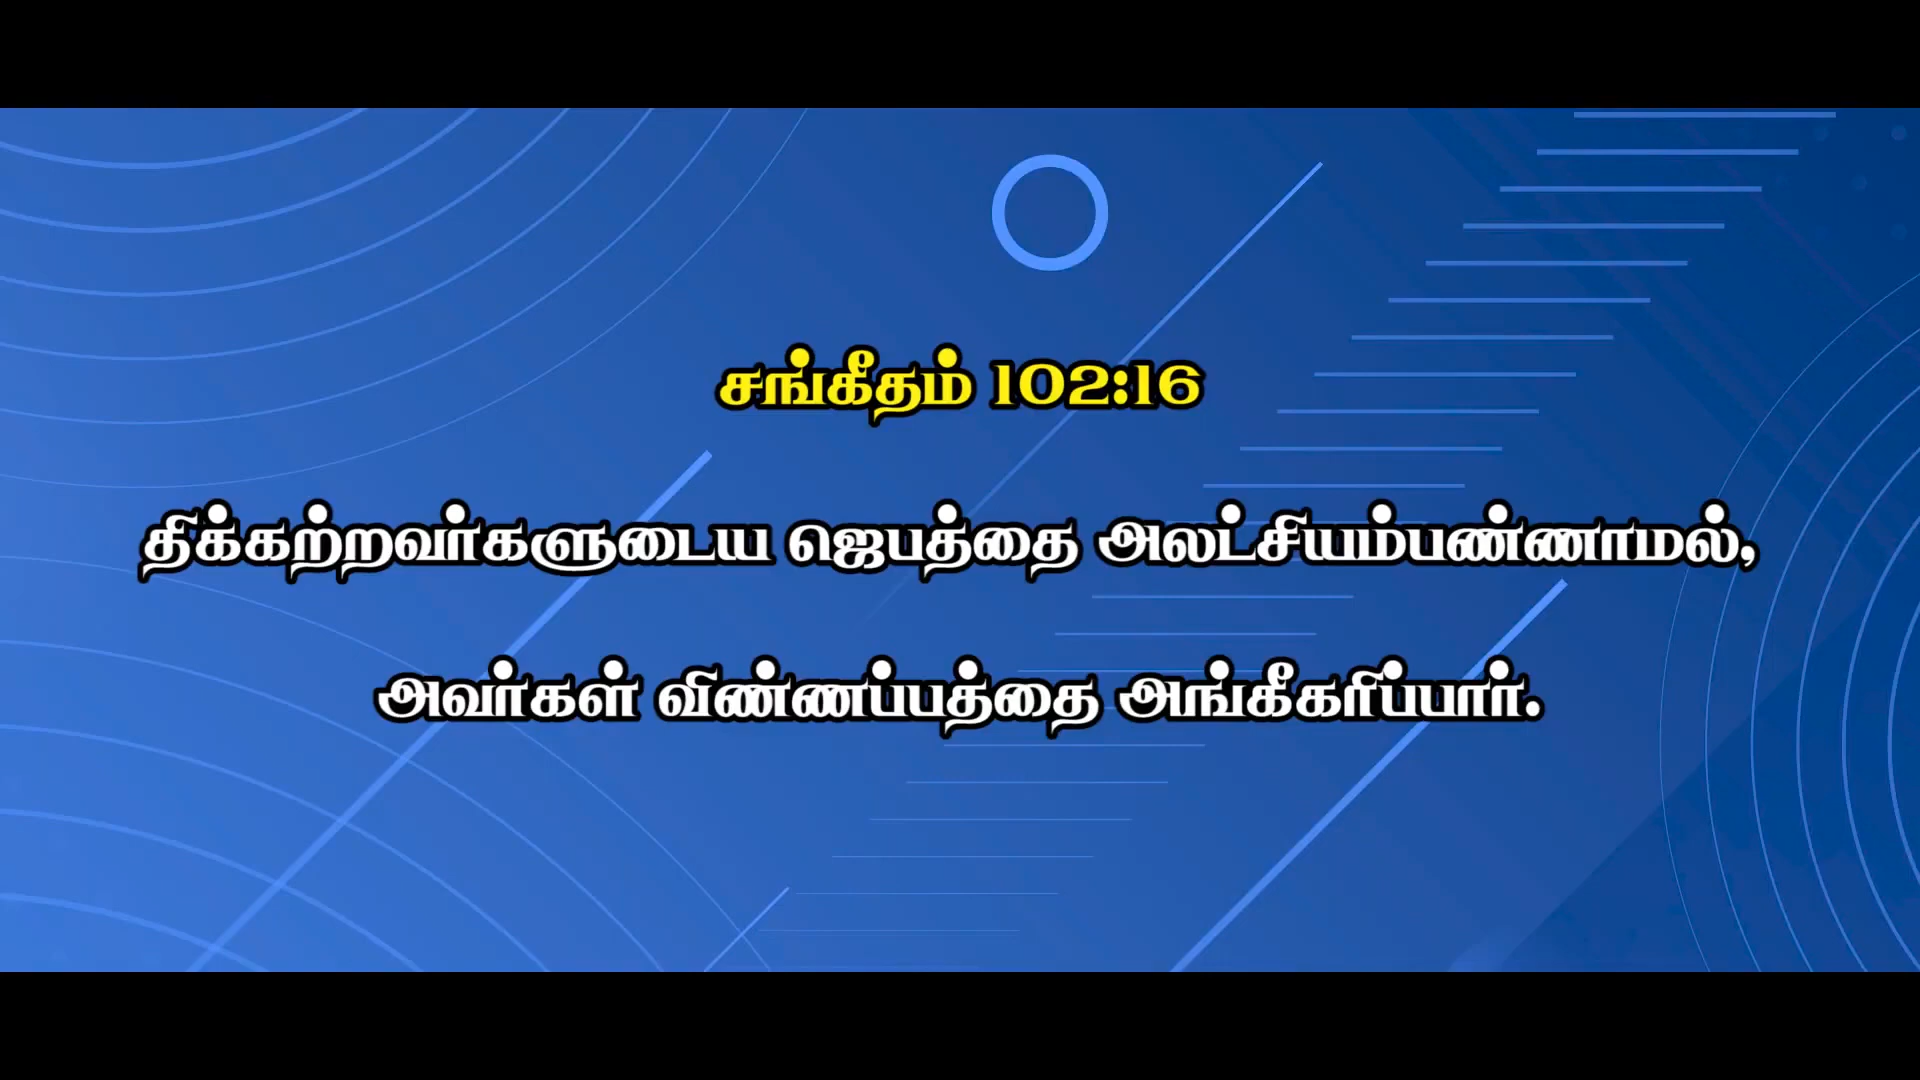 சங்கீதம் 102:16
திக்கற்றவர்களுடைய ஜெபத்தை அலட்சியம்பண்ணாமல்,
அவர்கள் விண்ணப்பத்தை அங்கீகரிப்பார்.